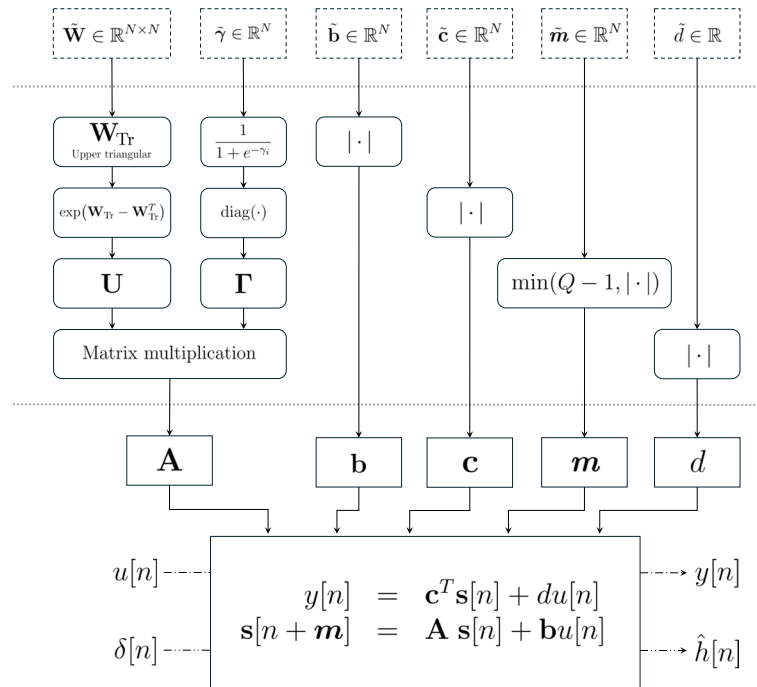 W̃ ∈ ℝ^{N×N} γ̃ ∈ ℝ^N b̃ ∈ ℝ^N c̃ ∈ ℝ^N m̃ ∈ ℝ^N d̃ ∈ ℝ
W_Tr
Upper triangular
1 / (1 + e^{−γ_i})
| · |
exp(W_Tr − W_Tr^T)
diag(·)
| · |
U
Γ
min(Q − 1, | · |)
Matrix multiplication
| · |
A b c m d
u[n]
y[n] = c^T s[n] + du[n]
s[n + m] = A s[n] + bu[n]
y[n]
δ[n]
ĥ[n]